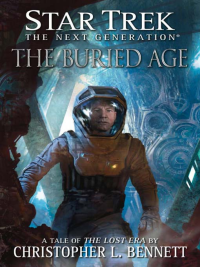 STAR TREK
THE NEXT GENERATION®
THE BURIED AGE
A TALE OF THE LOST ERA BY
CHRISTOPHER L. BENNETT